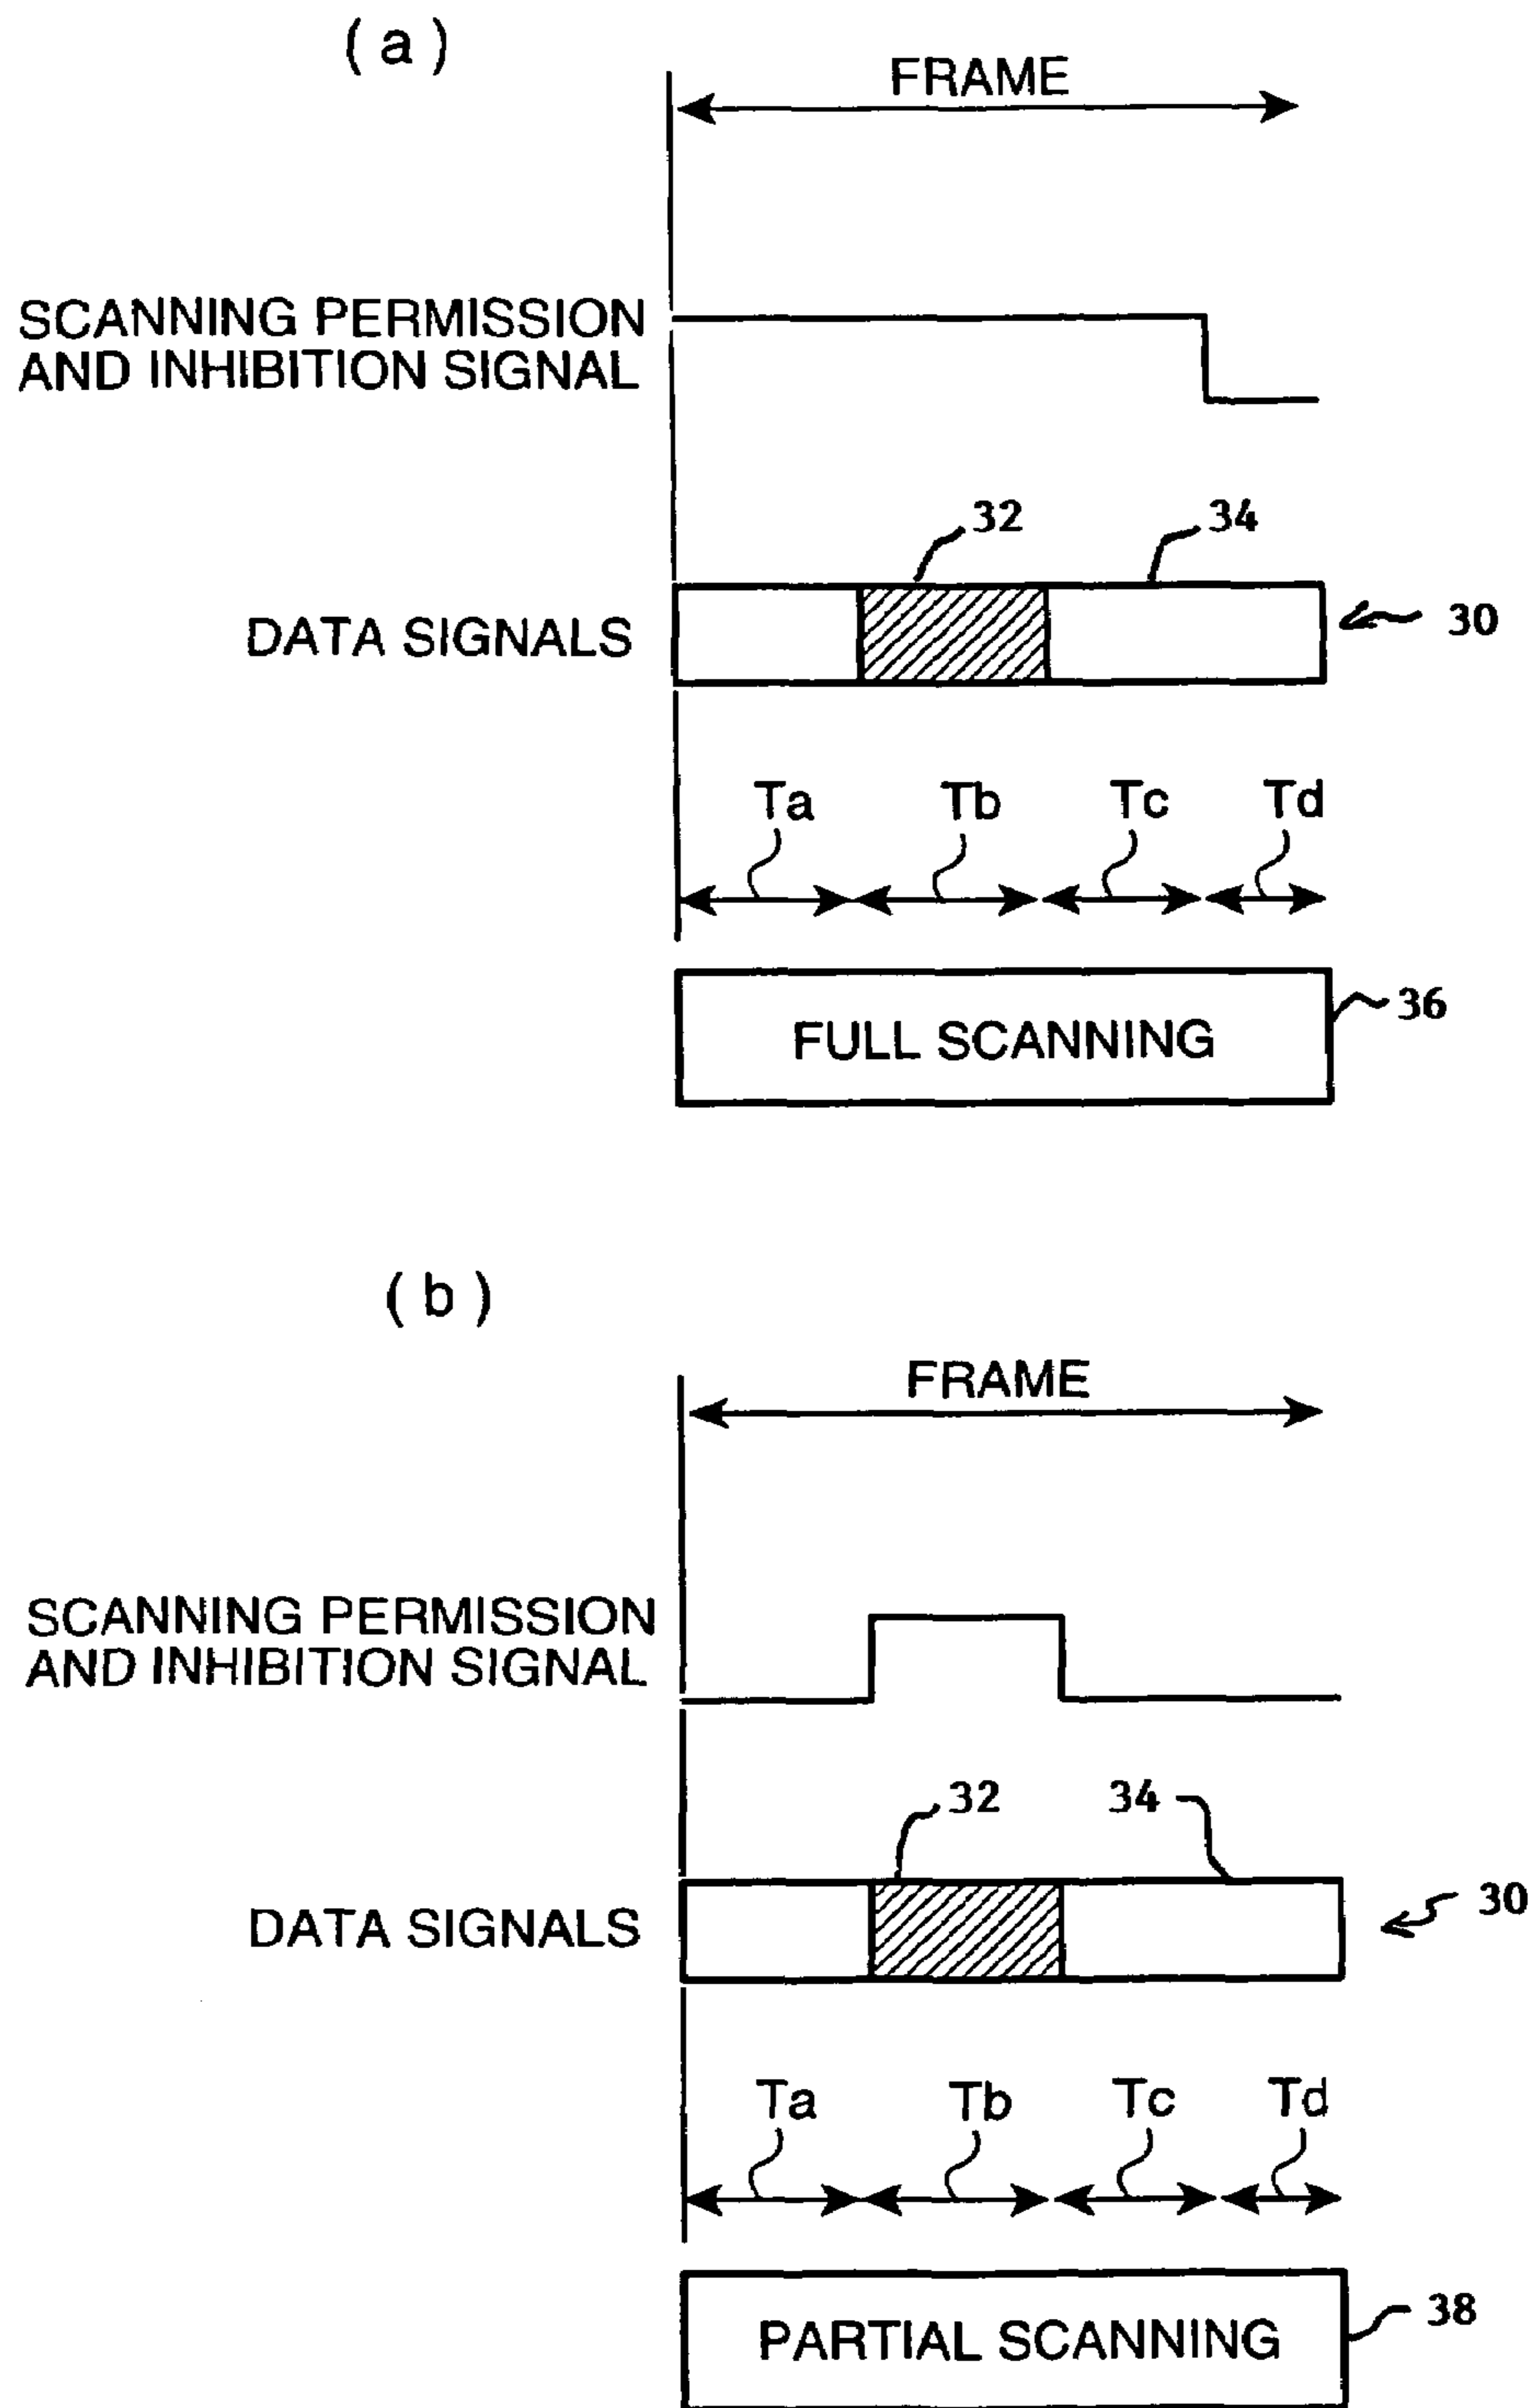 ( a )
FRAME
SCANNING PERMISSION
AND INHIBITION SIGNAL
32 34
DATA SIGNALS 30
Ta Tb Tc Td
36
FULL SCANNING
( b )
FRAME
SCANNING PERMISSION
AND INHIBITION SIGNAL
32 34
DATA SIGNALS 30
Ta Tb Tc Td
38
PARTIAL SCANNING